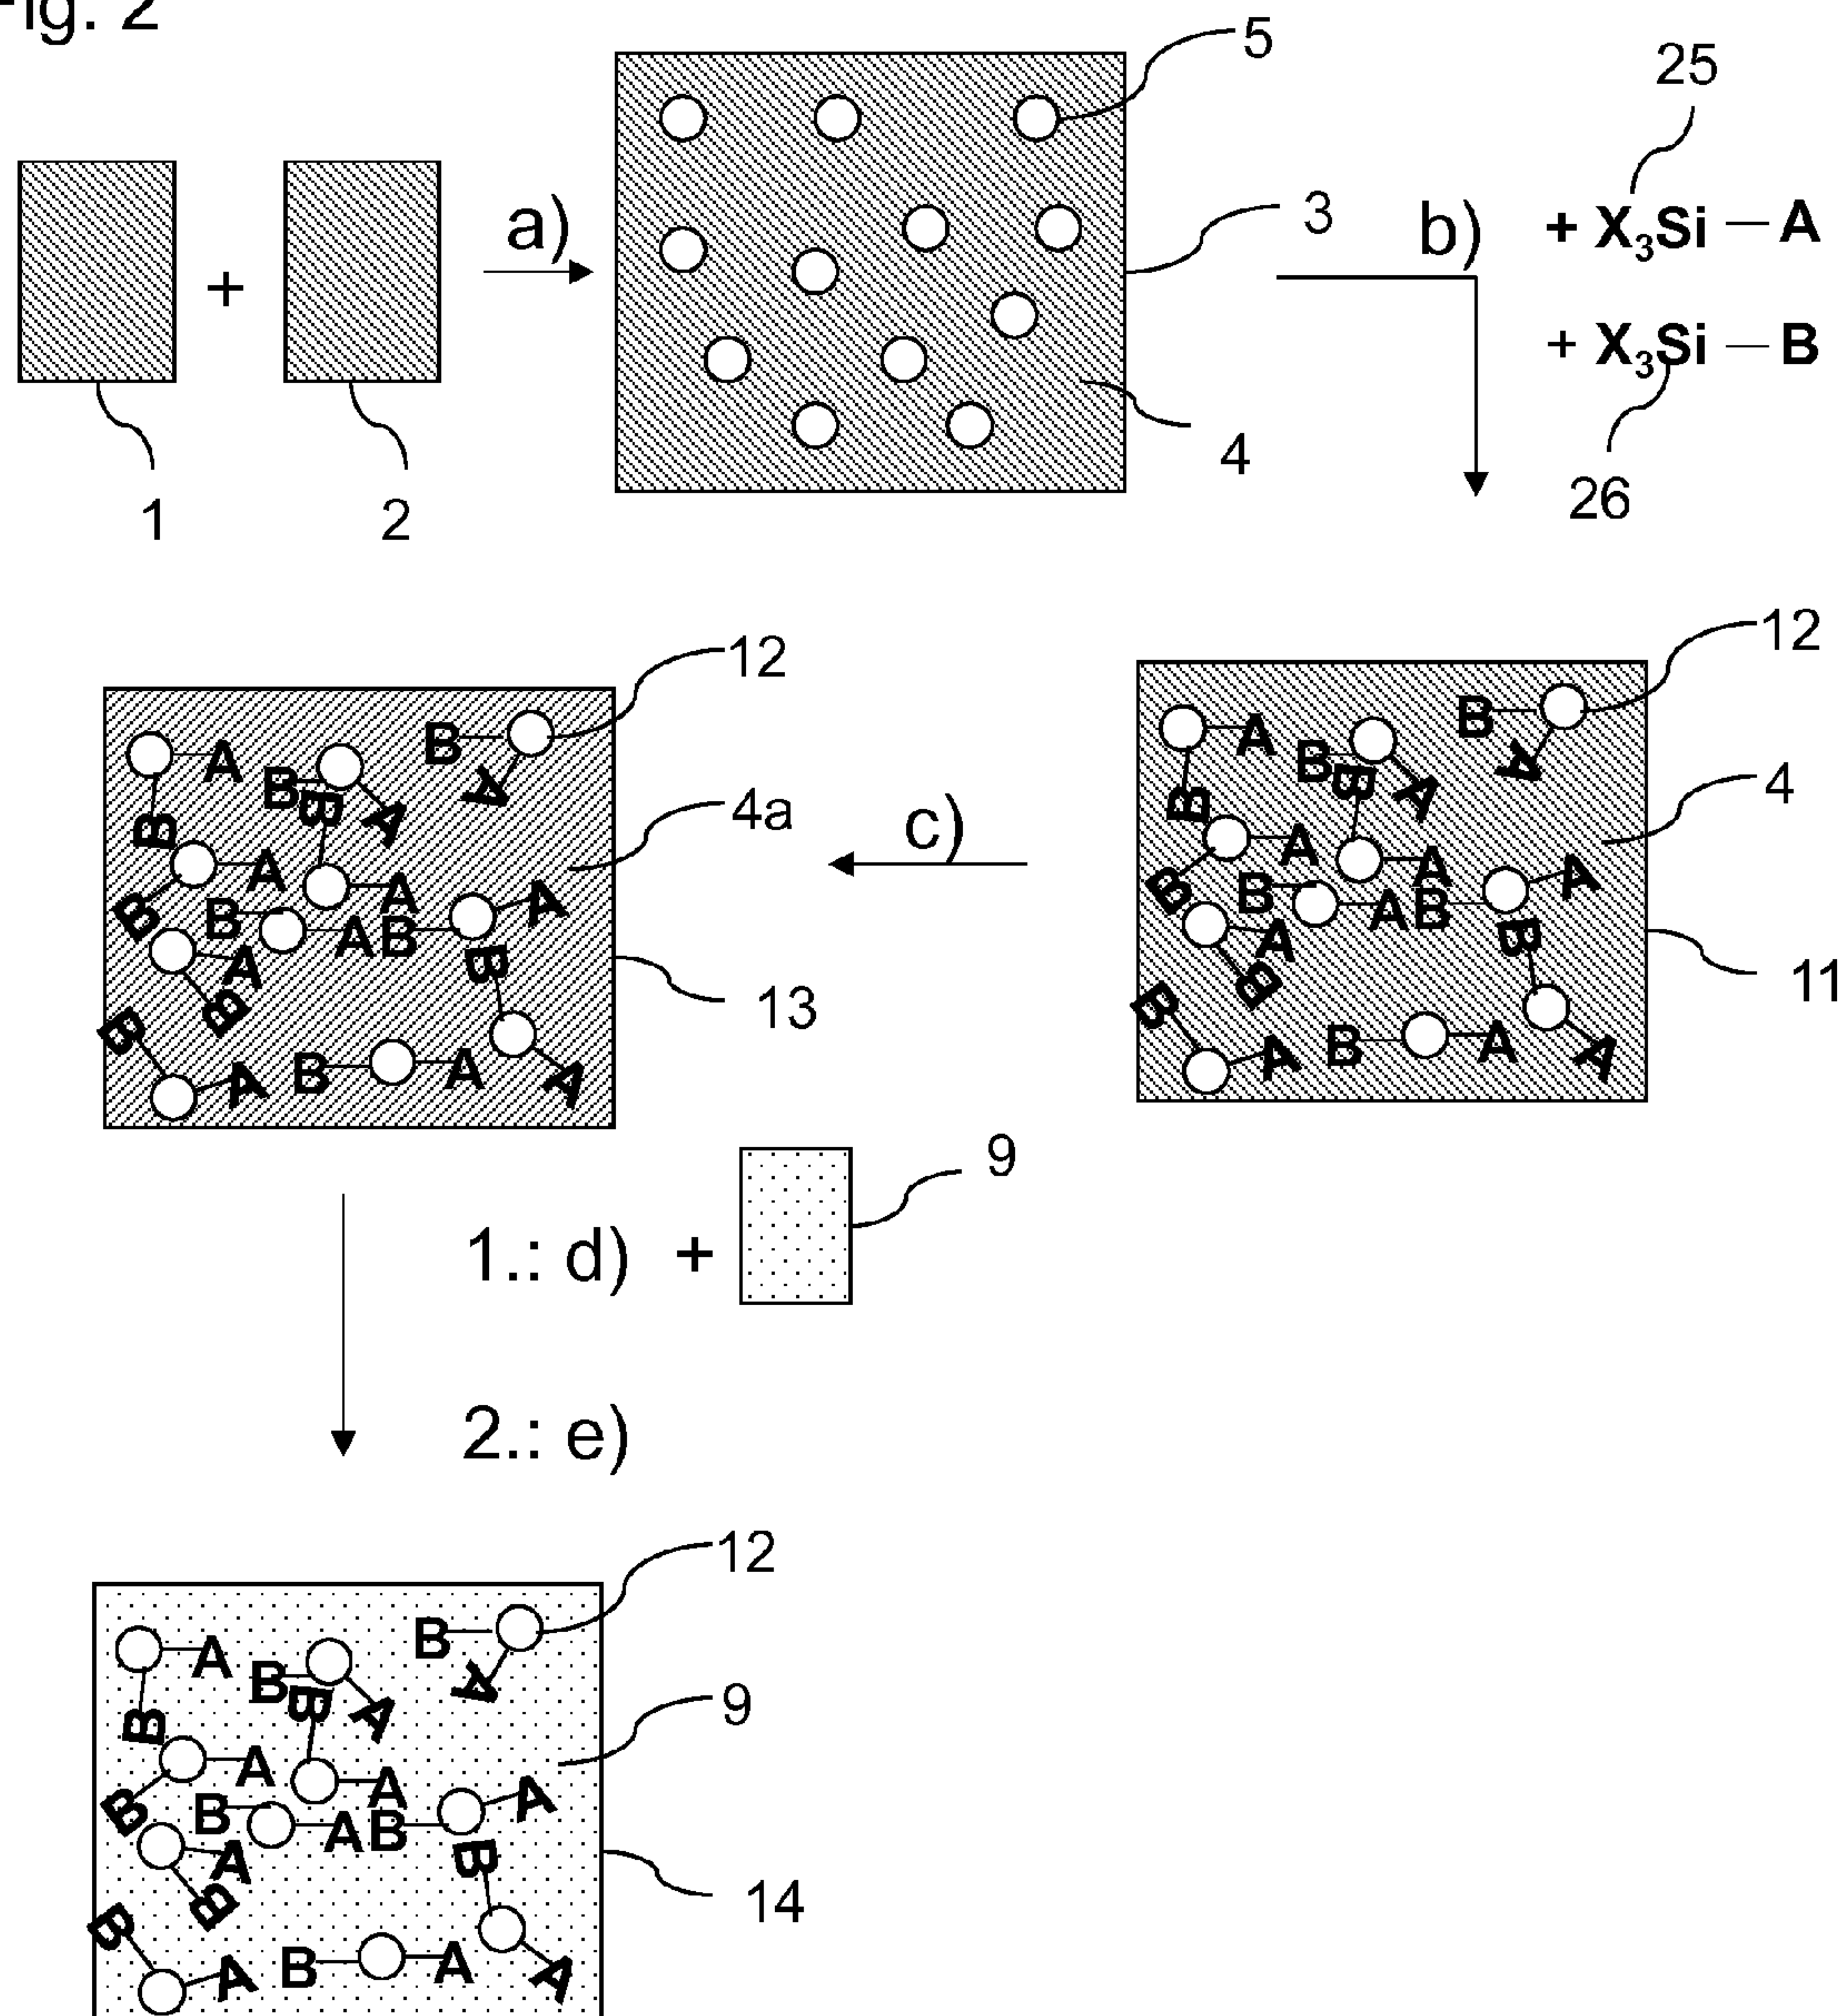 Fig. 2
5
25
a)
3
b)
+ X₃Si — A
+ X₃Si — B
4
26
1
+
2
12
12
B A
B A
A B B A
A B B A
4a
4
B
B
c)
A A
A A
B B A
B B A
A B
A B
A B
A B
13
11
B B
B B
B A B A A
B A B A A
9
1.: d) +
2.: e)
12
B
A B B A A
9
B
A A
B B A B A
A B
14
B B
A B A A